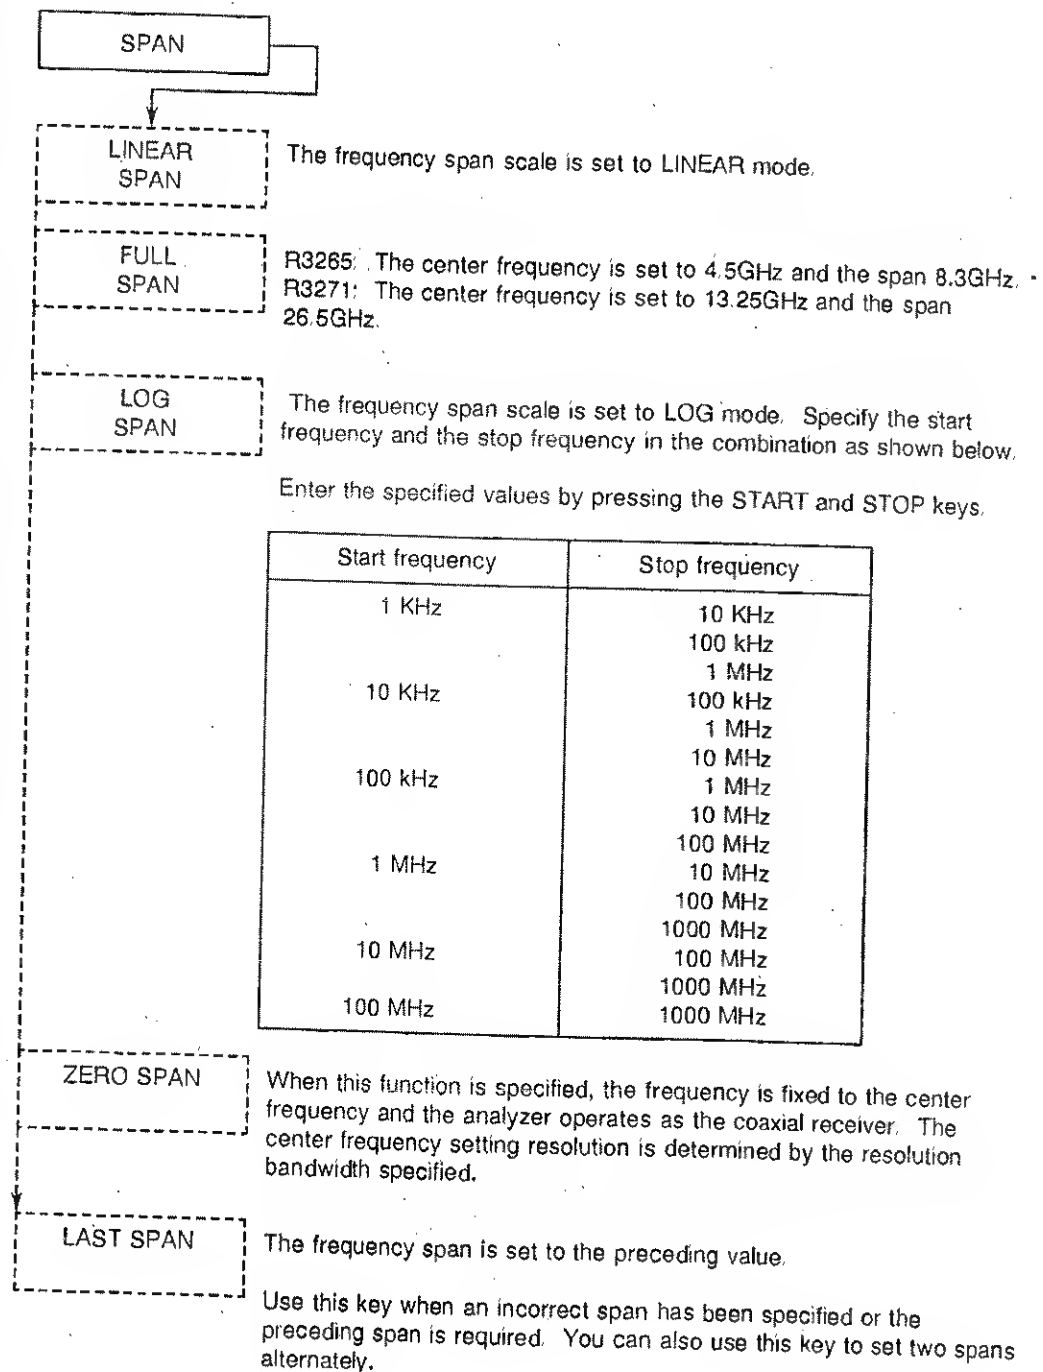 SPAN
LINEAR
SPAN
The frequency span scale is set to LINEAR mode.
FULL
SPAN
R3265: The center frequency is set to 4.5GHz and the span 8.3GHz.
R3271: The center frequency is set to 13.25GHz and the span
26.5GHz.
LOG
SPAN
The frequency span scale is set to LOG mode. Specify the start
frequency and the stop frequency in the combination as shown below.
Enter the specified values by pressing the START and STOP keys.
Start frequency Stop frequency
1 KHz 10 KHz
100 kHz
1 MHz
10 KHz 100 kHz
1 MHz
10 MHz
100 kHz 1 MHz
10 MHz
100 MHz
1 MHz 10 MHz
100 MHz
1000 MHz
10 MHz 100 MHz
1000 MHz
100 MHz 1000 MHz
ZERO SPAN
When this function is specified, the frequency is fixed to the center
frequency and the analyzer operates as the coaxial receiver. The
center frequency setting resolution is determined by the resolution
bandwidth specified.
LAST SPAN
The frequency span is set to the preceding value.
Use this key when an incorrect span has been specified or the
preceding span is required. You can also use this key to set two spans
alternately.